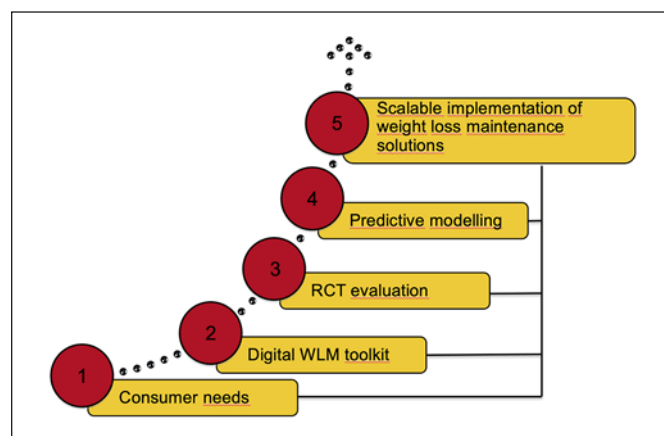 5
Scalable implementation of
weight loss maintenance
solutions
4
Predictive modelling
3
RCT evaluation
2
Digital WLM toolkit
1
Consumer needs